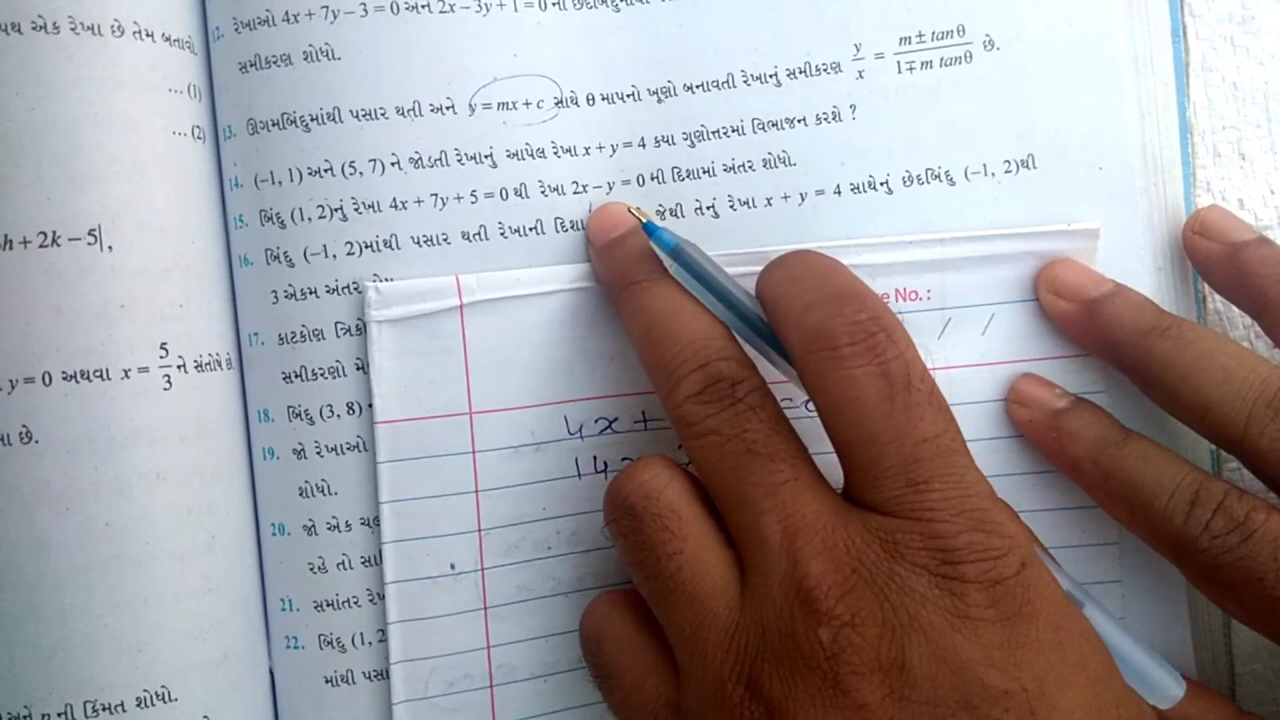 પથ એક રેખા છે તેમ બતાવો.
... (1)
... (2)
h + 2k – 5|,
y = 0 અથવા x = 5/3 ને સંતોષે છે.
છે.
ની કિંમત શોધો.
12. રેખાઓ 4x + 7y – 3 = 0 અને 2x – 3y + 1 = 0
સમીકરણ શોધો.
13. ઊગમબિંદુમાંથી પસાર થતી અને y = mx + c સાથે θ માપનો ખૂણો બનાવતી રેખાનું સમીકરણ y/x = (m ± tanθ)/(1 ∓ m tanθ) છે.
14. (–1, 1) અને (5, 7) ને જોડતી રેખાનું આપેલ રેખા x + y = 4 કયા ગુણોત્તરમાં વિભાજન કરશે ?
15. બિંદુ (1, 2)નું રેખા 4x + 7y + 5 = 0 થી રેખા 2x – y = 0 ની દિશામાં અંતર શોધો.
16. બિંદુ (–1, 2)માંથી પસાર થતી રેખાની દિશા જેથી તેનું રેખા x + y = 4 સાથેનું છેદબિંદુ (–1, 2)થી
3 એકમ અંતર
17. કાટકોણ
સમીકરણો
18. બિંદુ (3, 8)
19. જો રેખાઓ
શોધો.
20. જો એક
રહે તો
21. સમાંતર
22. બિંદુ (1, 2
માંથી
No. :
/ /
4x +
14